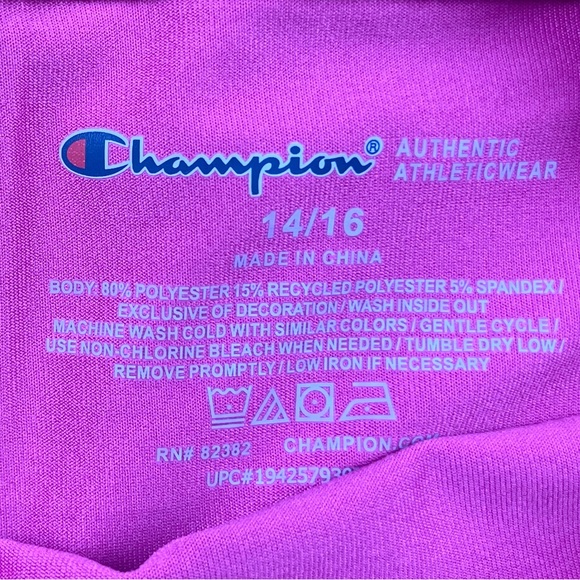 Champion® AUTHENTIC
ATHLETICWEAR
14/16
MADE IN CHINA
BODY: 80% POLYESTER 15% RECYCLED POLYESTER 5% SPANDEX/
EXCLUSIVE OF DECORATION/WASH INSIDE OUT
MACHINE WASH COLD WITH SIMILAR COLORS/GENTLE CYCLE/
USE NON-CHLORINE BLEACH WHEN NEEDED/TUMBLE DRY LOW/
REMOVE PROMPTLY/LOW IRON IF NECESSARY
RN# 82382 CHAMPION.CO